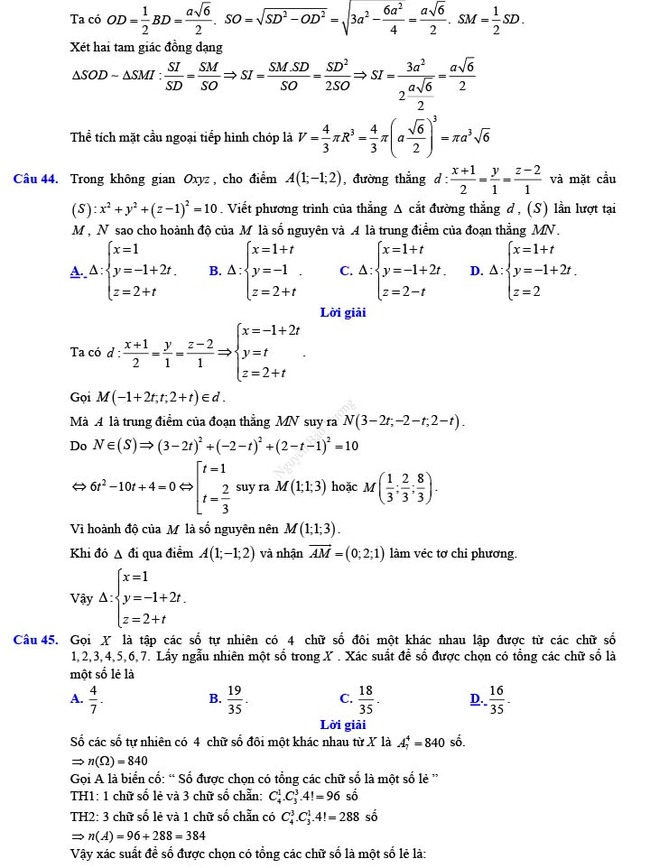 Ta có OD = 1/2 BD = a√6/2. SO = √(SD² − OD²) = √(3a² − 6a²/4) = a√6/2. SM = 1/2 SD.
Xét hai tam giác đồng dạng
ΔSOD ~ ΔSMI : SI/SD = SM/SO ⇒ SI = SM.SD/SO = SD²/2SO ⇒ SI = 3a²/(2 a√6/2) = a√6/2
Thể tích mặt cầu ngoại tiếp hình chóp là V = 4/3 πR³ = 4/3 π(a √6/2)³ = πa³√6
Câu 44. Trong không gian Oxyz, cho điểm A(1;−1;2), đường thẳng d : (x+1)/2 = y/1 = (z−2)/1 và mặt cầu
(S): x² + y² + (z−1)² = 10. Viết phương trình của thẳng Δ cắt đường thẳng d, (S) lần lượt tại
M, N sao cho hoành độ của M là số nguyên và A là trung điểm của đoạn thẳng MN.
A. Δ: {x = 1; y = −1+2t; z = 2+t. B. Δ: {x = 1+t; y = −1; z = 2+t. C. Δ: {x = 1+t; y = −1+2t; z = 2−t. D. Δ: {x = 1+t; y = −1+2t; z = 2.
Lời giải
Ta có d : (x+1)/2 = y/1 = (z−2)/1 ⇒ {x = −1+2t; y = t; z = 2+t.
Gọi M(−1+2t;t;2+t) ∈ d.
Mà A là trung điểm của đoạn thẳng MN suy ra N(3−2t;−2−t;2−t).
Do N∈(S) ⇒ (3−2t)² + (−2−t)² + (2−t−1)² = 10
⇔ 6t² −10t + 4 = 0 ⇔ [t = 1; t = 2/3 suy ra M(1;1;3) hoặc M(1/3;2/3;8/3).
Vì hoành độ của M là số nguyên nên M(1;1;3).
Khi đó Δ đi qua điểm A(1;−1;2) và nhận AM→ = (0;2;1) làm véc tơ chỉ phương.
Vậy Δ: {x = 1; y = −1+2t; z = 2+t.
Câu 45. Gọi X là tập các số tự nhiên có 4 chữ số đôi một khác nhau lập được từ các chữ số
1,2,3,4,5,6,7. Lấy ngẫu nhiên một số trong X. Xác suất để số được chọn có tổng các chữ số là
một số lẻ là
A. 4/7. B. 19/35. C. 18/35. D. 16/35.
Lời giải
Số các số tự nhiên có 4 chữ số đôi một khác nhau từ X là A₇⁴ = 840 số.
⇒ n(Ω) = 840
Gọi A là biến cố: “ Số được chọn có tổng các chữ số là một số lẻ ”
TH1: 1 chữ số lẻ và 3 chữ số chẵn: C₄¹.C₃³.4! = 96 số
TH2: 3 chữ số lẻ và 1 chữ số chẵn có C₄³.C₃¹.4! = 288 số
⇒ n(A) = 96 + 288 = 384
Vậy xác suất để số được chọn có tổng các chữ số là một số lẻ là: